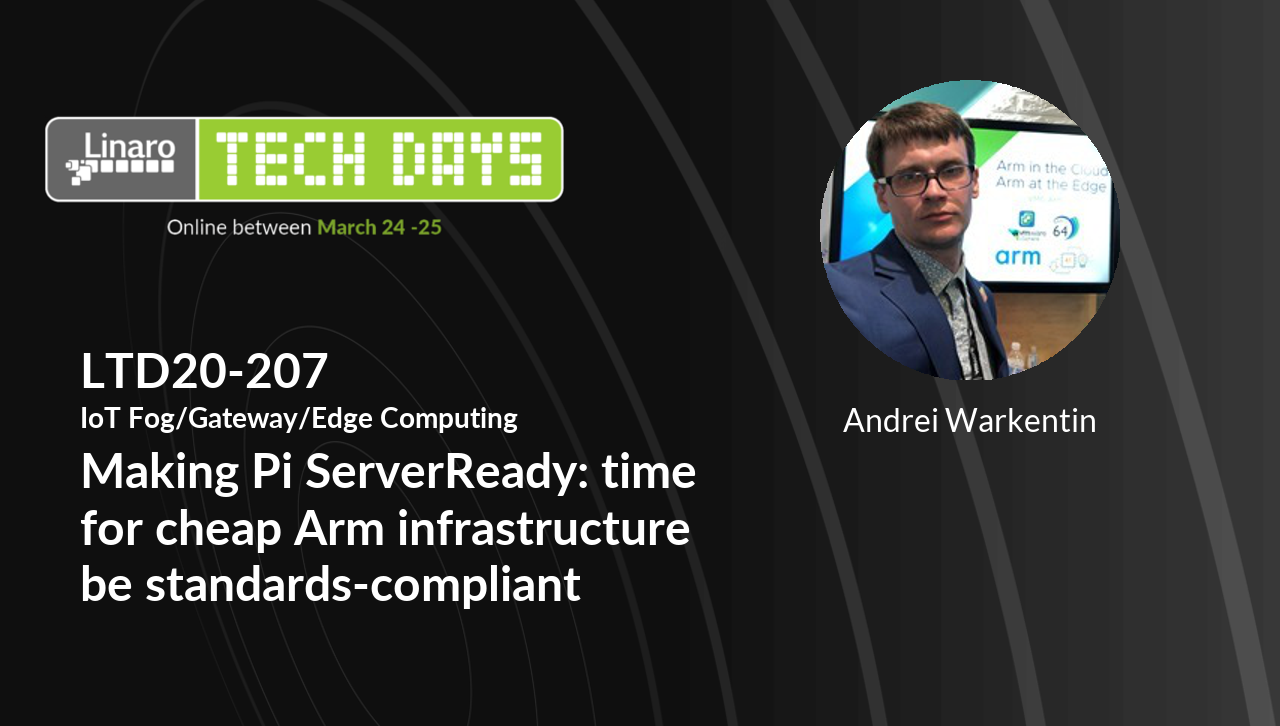 Linaro TECH DAYS
Online between March 24 -25
LTD20-207
IoT Fog/Gateway/Edge Computing
Making Pi ServerReady: time
for cheap Arm infrastructure
be standards-compliant
Arm in the Cloud
Arm at the Edge
64
arm
Andrei Warkentin